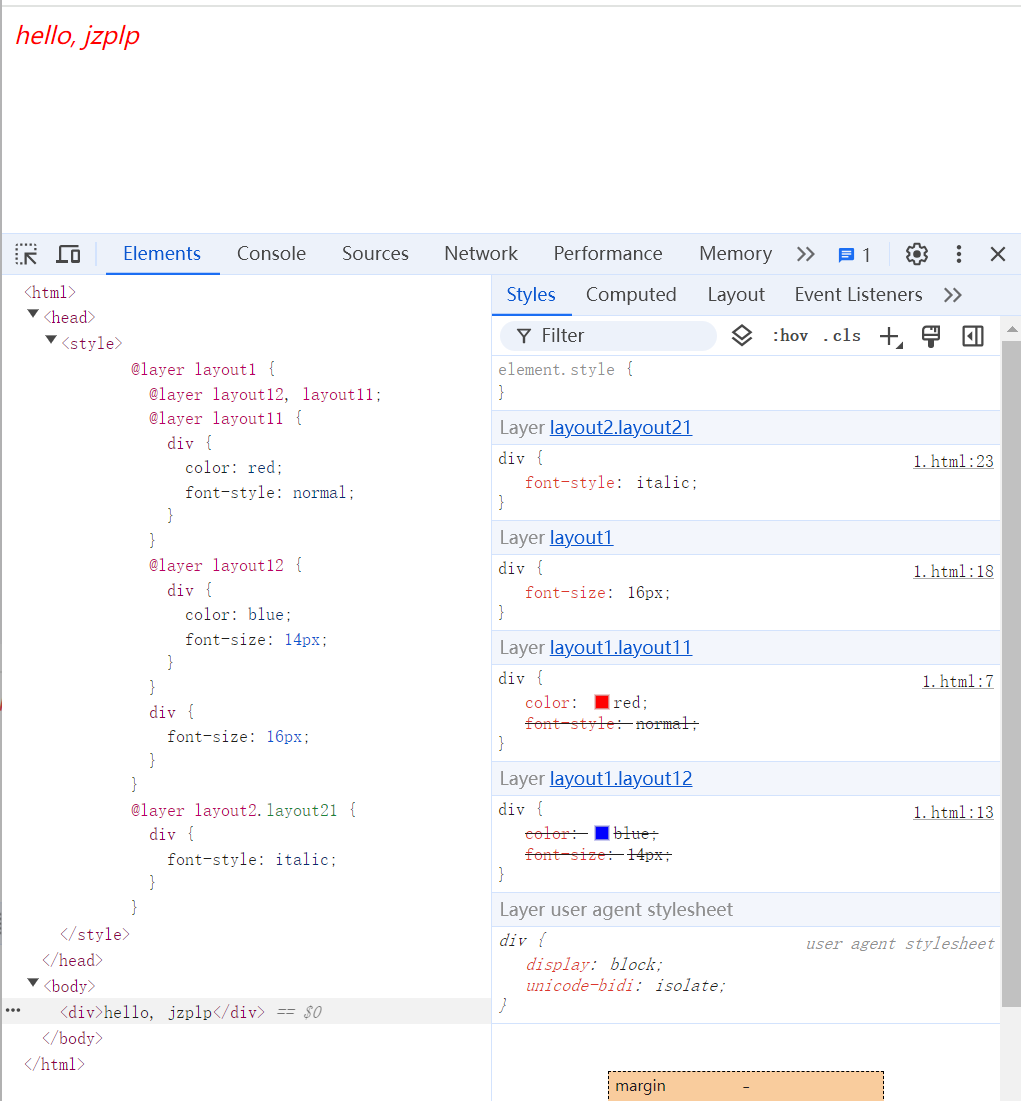 hello, jzplp
Elements Console Sources Network Performance Memory 1
<html>
<head>
<style>
@layer layout1 {
@layer layout12, layout11;
@layer layout11 {
div {
color: red;
font-style: normal;
}
}
@layer layout12 {
div {
color: blue;
font-size: 14px;
}
}
div {
font-size: 16px;
}
}
@layer layout2.layout21 {
div {
font-style: italic;
}
}
</style>
</head>
<body>
<div>hello, jzplp</div> == $0
</body>
</html>
Styles Computed Layout Event Listeners
Filter :hov .cls
element.style {
}
Layer layout2.layout21
div { 1.html:23
font-style: italic;
}
Layer layout1
div { 1.html:18
font-size: 16px;
}
Layer layout1.layout11
div { 1.html:7
color: red;
font-style: normal;
}
Layer layout1.layout12
div { 1.html:13
color: blue;
font-size: 14px;
}
Layer user agent stylesheet
div { user agent stylesheet
display: block;
unicode-bidi: isolate;
}
margin -